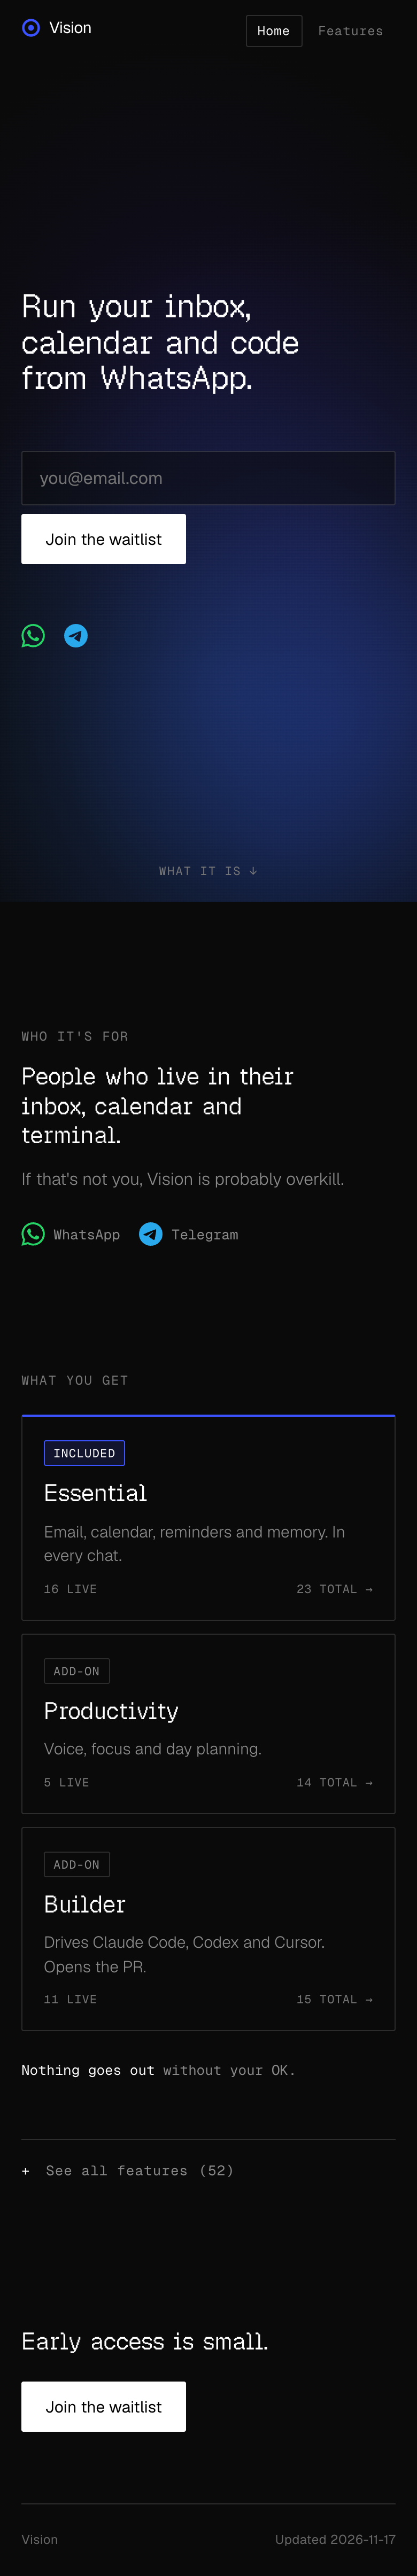 Vision
Home Features
Run your inbox,
calendar and code
from WhatsApp.
you@email.com
Join the waitlist
WHAT IT IS ↓
WHO IT'S FOR
People who live in their
inbox, calendar and
terminal.
If that's not you, Vision is probably overkill.
WhatsApp Telegram
WHAT YOU GET
INCLUDED
Essential
Email, calendar, reminders and memory. In
every chat.
16 LIVE 23 TOTAL →
ADD-ON
Productivity
Voice, focus and day planning.
5 LIVE 14 TOTAL →
ADD-ON
Builder
Drives Claude Code, Codex and Cursor.
Opens the PR.
11 LIVE 15 TOTAL →
Nothing goes out without your OK.
+ See all features (52)
Early access is small.
Join the waitlist
Vision Updated 2026-11-17